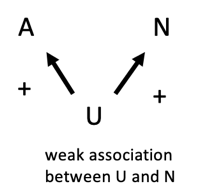 A N
+ +
U
weak association
between U and N